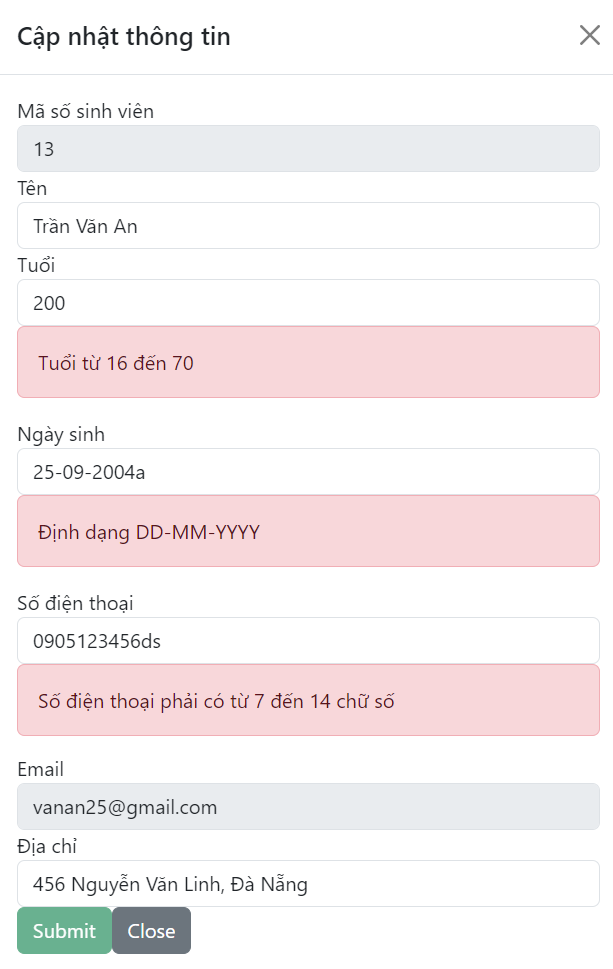 Cập nhật thông tin
Mã số sinh viên
13
Tên
Trần Văn An
Tuổi
200
Tuổi từ 16 đến 70
Ngày sinh
25-09-2004a
Định dạng DD-MM-YYYY
Số điện thoại
0905123456ds
Số điện thoại phải có từ 7 đến 14 chữ số
Email
vanan25@gmail.com
Địa chỉ
456 Nguyễn Văn Linh, Đà Nẵng
Submit Close